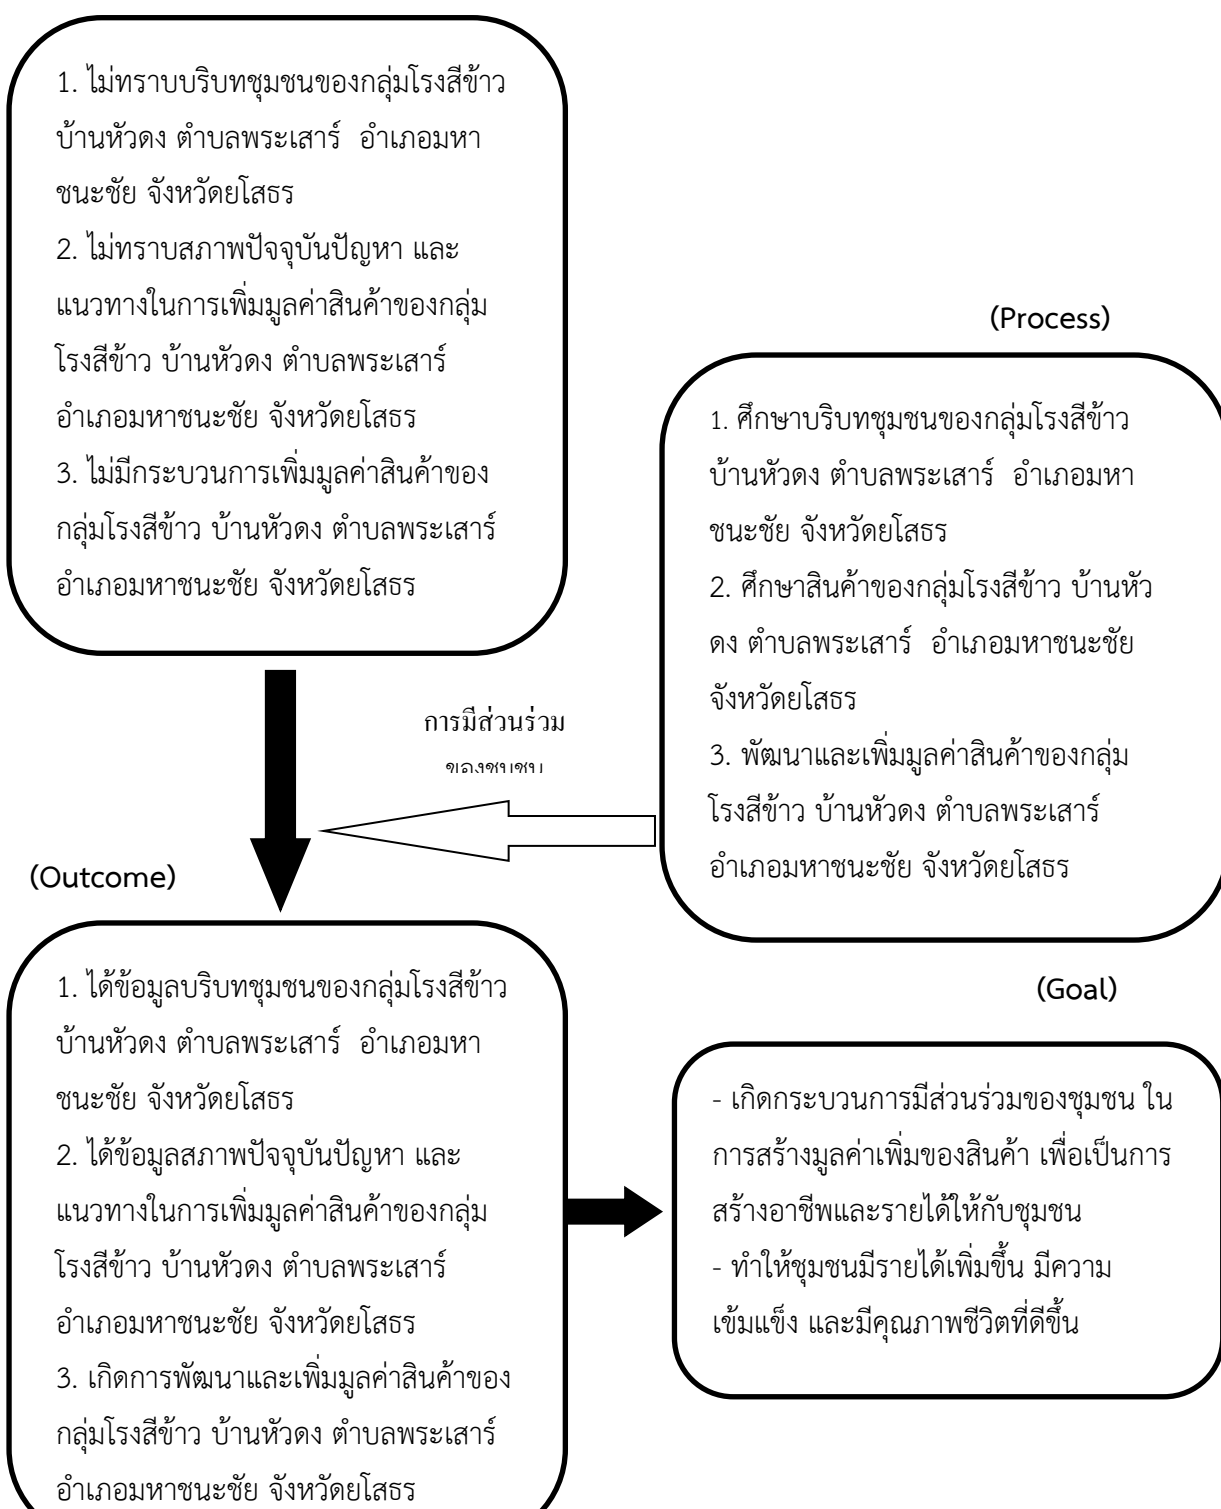 1. ไม่ทราบบริบทชุมชนของกลุ่มโรงสีข้าว
บ้านหัวดง ตำบลพระเสาร์ อำเภอมหา
ชนะชัย จังหวัดยโสธร
2. ไม่ทราบสภาพปัจจุบันปัญหา และ
แนวทางในการเพิ่มมูลค่าสินค้าของกลุ่ม
โรงสีข้าว บ้านหัวดง ตำบลพระเสาร์
อำเภอมหาชนะชัย จังหวัดยโสธร
3. ไม่มีกระบวนการเพิ่มมูลค่าสินค้าของ
กลุ่มโรงสีข้าว บ้านหัวดง ตำบลพระเสาร์
อำเภอมหาชนะชัย จังหวัดยโสธร
(Process)
1. ศึกษาบริบทชุมชนของกลุ่มโรงสีข้าว
บ้านหัวดง ตำบลพระเสาร์ อำเภอมหา
ชนะชัย จังหวัดยโสธร
2. ศึกษาสินค้าของกลุ่มโรงสีข้าว บ้านหัว
ดง ตำบลพระเสาร์ อำเภอมหาชนะชัย
จังหวัดยโสธร
3. พัฒนาและเพิ่มมูลค่าสินค้าของกลุ่ม
โรงสีข้าว บ้านหัวดง ตำบลพระเสาร์
อำเภอมหาชนะชัย จังหวัดยโสธร
การมีส่วนร่วม
ของชุมชน
(Outcome)
1. ได้ข้อมูลบริบทชุมชนของกลุ่มโรงสีข้าว
บ้านหัวดง ตำบลพระเสาร์ อำเภอมหา
ชนะชัย จังหวัดยโสธร
2. ได้ข้อมูลสภาพปัจจุบันปัญหา และ
แนวทางในการเพิ่มมูลค่าสินค้าของกลุ่ม
โรงสีข้าว บ้านหัวดง ตำบลพระเสาร์
อำเภอมหาชนะชัย จังหวัดยโสธร
3. เกิดการพัฒนาและเพิ่มมูลค่าสินค้าของ
กลุ่มโรงสีข้าว บ้านหัวดง ตำบลพระเสาร์
อำเภอมหาชนะชัย จังหวัดยโสธร
(Goal)
- เกิดกระบวนการมีส่วนร่วมของชุมชน ใน
การสร้างมูลค่าเพิ่มของสินค้า เพื่อเป็นการ
สร้างอาชีพและรายได้ให้กับชุมชน
- ทำให้ชุมชนมีรายได้เพิ่มขึ้น มีความ
เข้มแข็ง และมีคุณภาพชีวิตที่ดีขึ้น